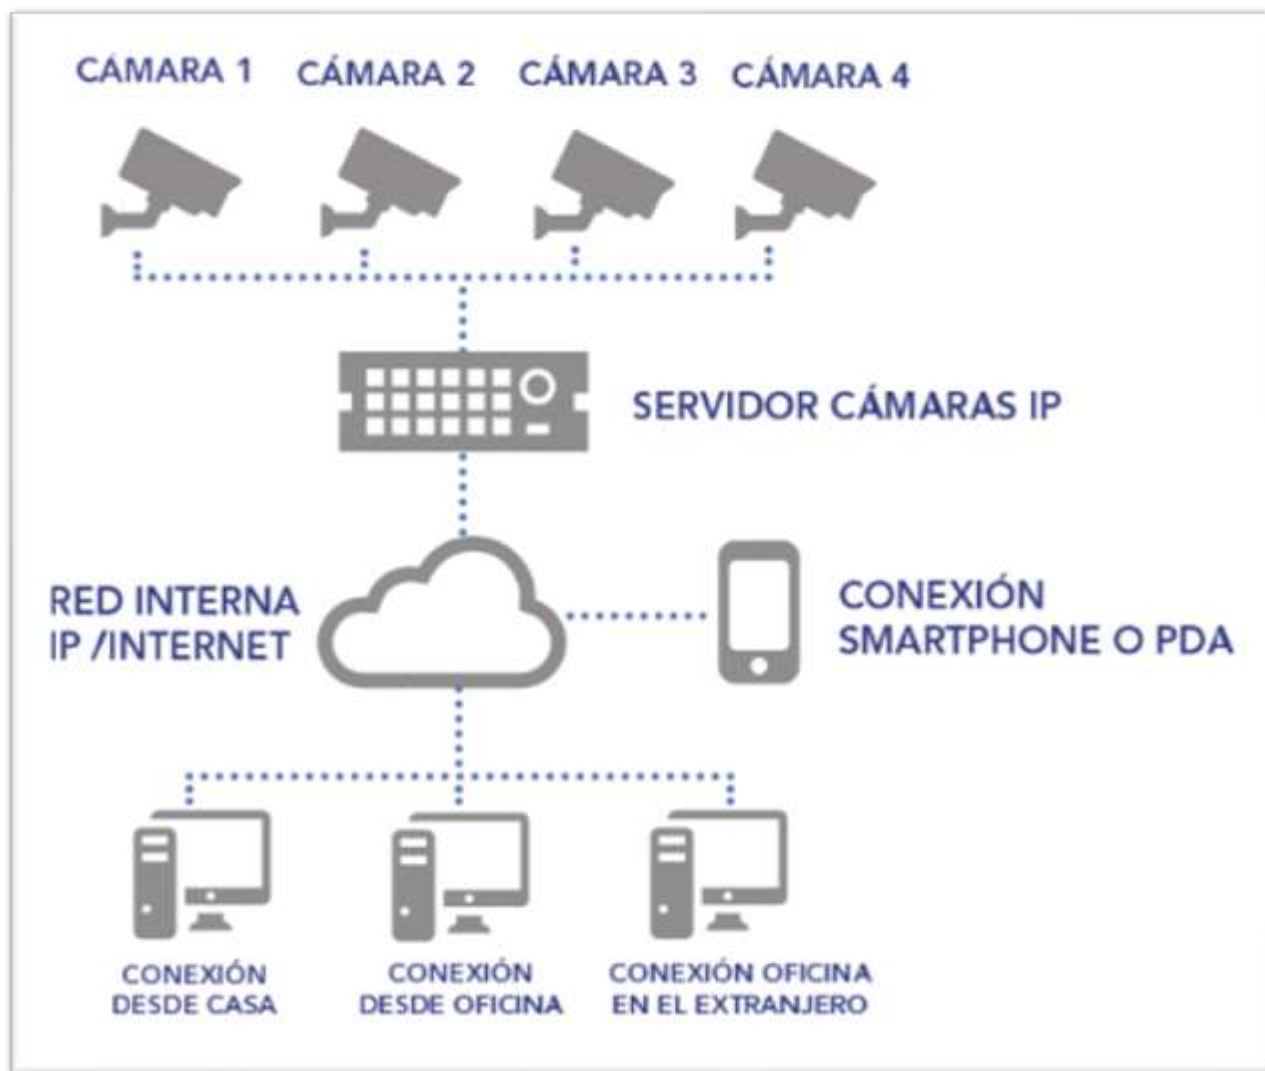 CÁMARA 1
CÁMARA 2
CÁMARA 3
CÁMARA 4
SERVIDOR CÁMARAS IP
RED INTERNA
IP /INTERNET
CONEXIÓN
SMARTPHONE O PDA
CONEXIÓN
DESDE CASA
CONEXIÓN
DESDE OFICINA
CONEXIÓN OFICINA
EN EL EXTRANJERO